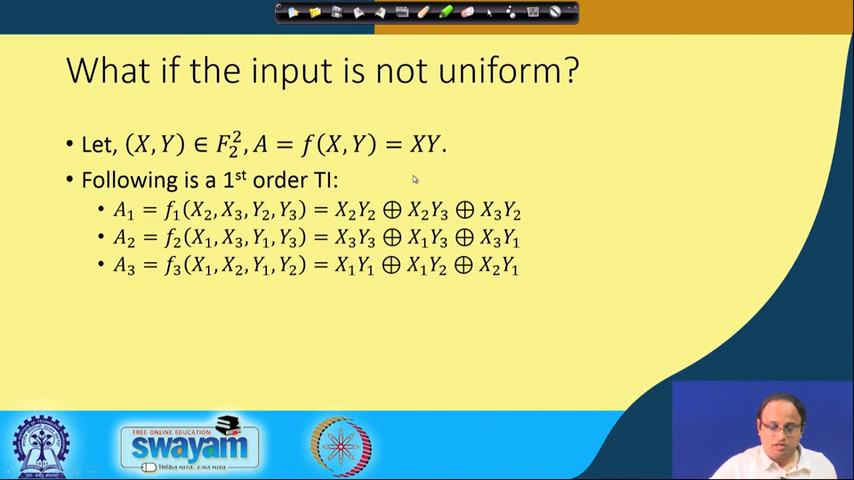 What if the input is not uniform?
• Let, (X, Y) ∈ F₂², A = f(X, Y) = XY.
• Following is a 1ˢᵗ order TI:
• A₁ = f₁(X₂, X₃, Y₂, Y₃) = X₂Y₂ ⊕ X₂Y₃ ⊕ X₃Y₂
• A₂ = f₂(X₁, X₃, Y₁, Y₃) = X₃Y₃ ⊕ X₁Y₃ ⊕ X₃Y₁
• A₃ = f₃(X₁, X₂, Y₁, Y₂) = X₁Y₁ ⊕ X₁Y₂ ⊕ X₂Y₁
FREE ONLINE EDUCATION
swayam